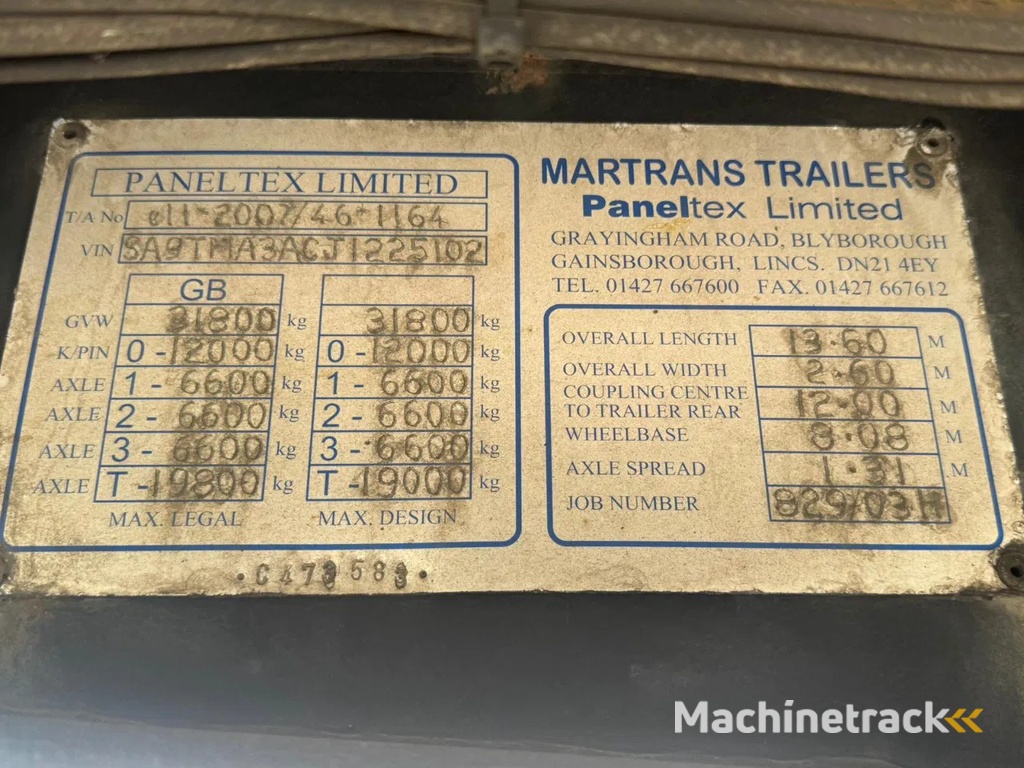 PANELTEX LIMITED
T/A No e11-2007/46-1164
VIN SA9TMA3ACJ1225102
GB
GVW 31800 kg 31800 kg
K/PIN 0-12000 kg 0-12000 kg
AXLE 1-6600 kg 1-6600 kg
AXLE 2-6600 kg 2-6600 kg
AXLE 3-6600 kg 3-6600 kg
AXLE T-19800 kg T-19000 kg
MAX. LEGAL MAX. DESIGN
MARTRANS TRAILERS
Paneltex Limited
GRAYINGHAM ROAD, BLYBOROUGH
GAINSBOROUGH, LINCS. DN21 4EY
TEL. 01427 667600 FAX. 01427 667612
OVERALL LENGTH 13.60 M
OVERALL WIDTH 2.60 M
COUPLING CENTRE
TO TRAILER REAR 12.00 M
WHEELBASE 8.08 M
AXLE SPREAD 1.31 M
JOB NUMBER 829/03H
•C473583•
Machinetrack